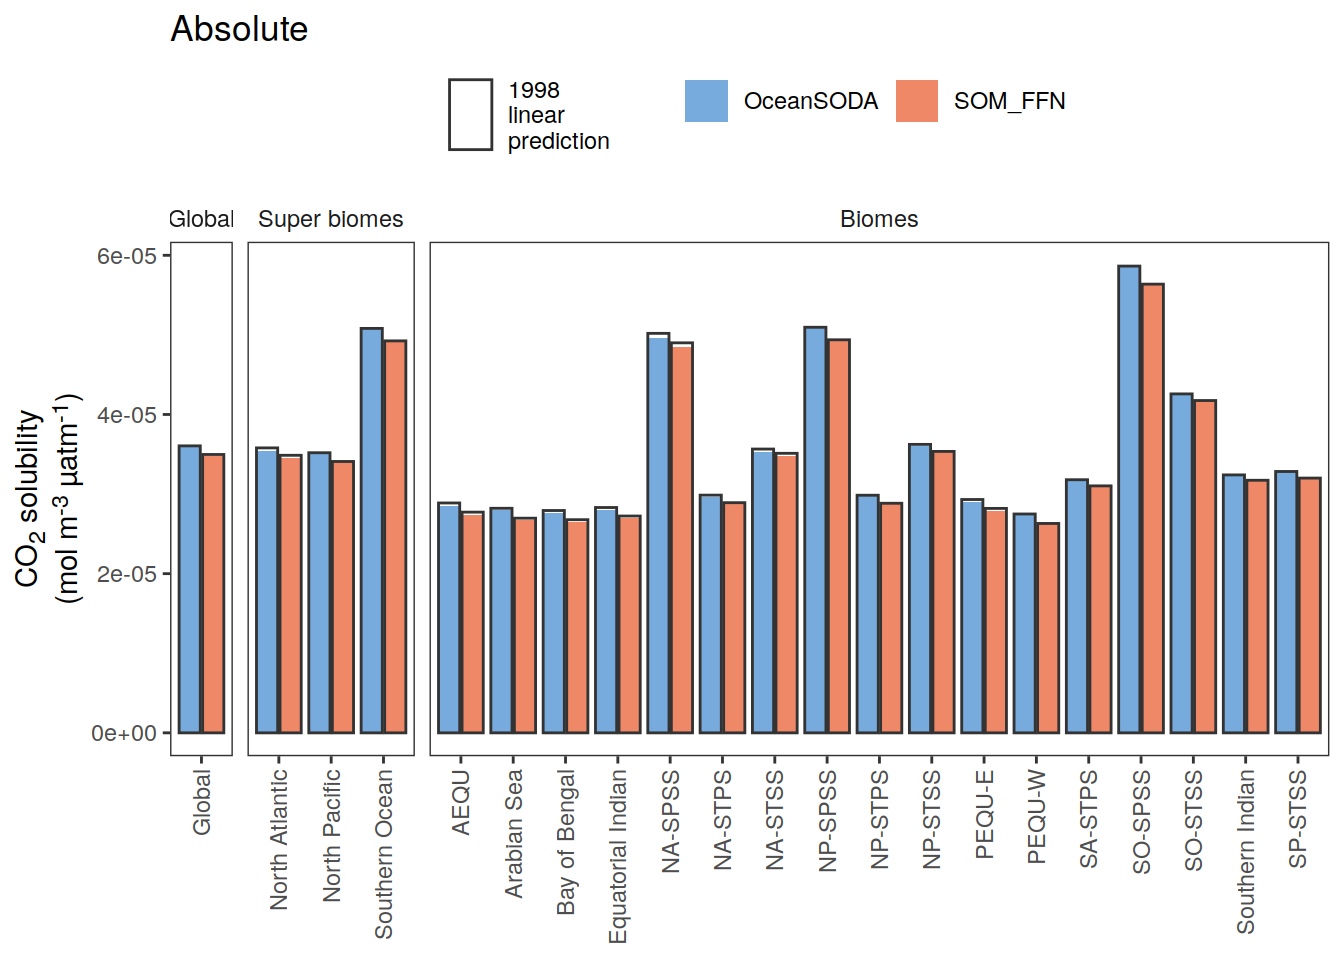 Absolute
1998
linear
prediction
OceanSODA
SOM_FFN
Global
Super biomes
Biomes
CO₂ solubility
(mol m⁻³ µatm⁻¹)
6e-05
4e-05
2e-05
0e+00
Global
North Atlantic
North Pacific
Southern Ocean
AEQU
Arabian Sea
Bay of Bengal
Equatorial Indian
NA-SPSS
NA-STPS
NA-STSS
NP-SPSS
NP-STPS
NP-STSS
PEQU-E
PEQU-W
SA-STPS
SO-SPSS
SO-STSS
Southern Indian
SP-STSS